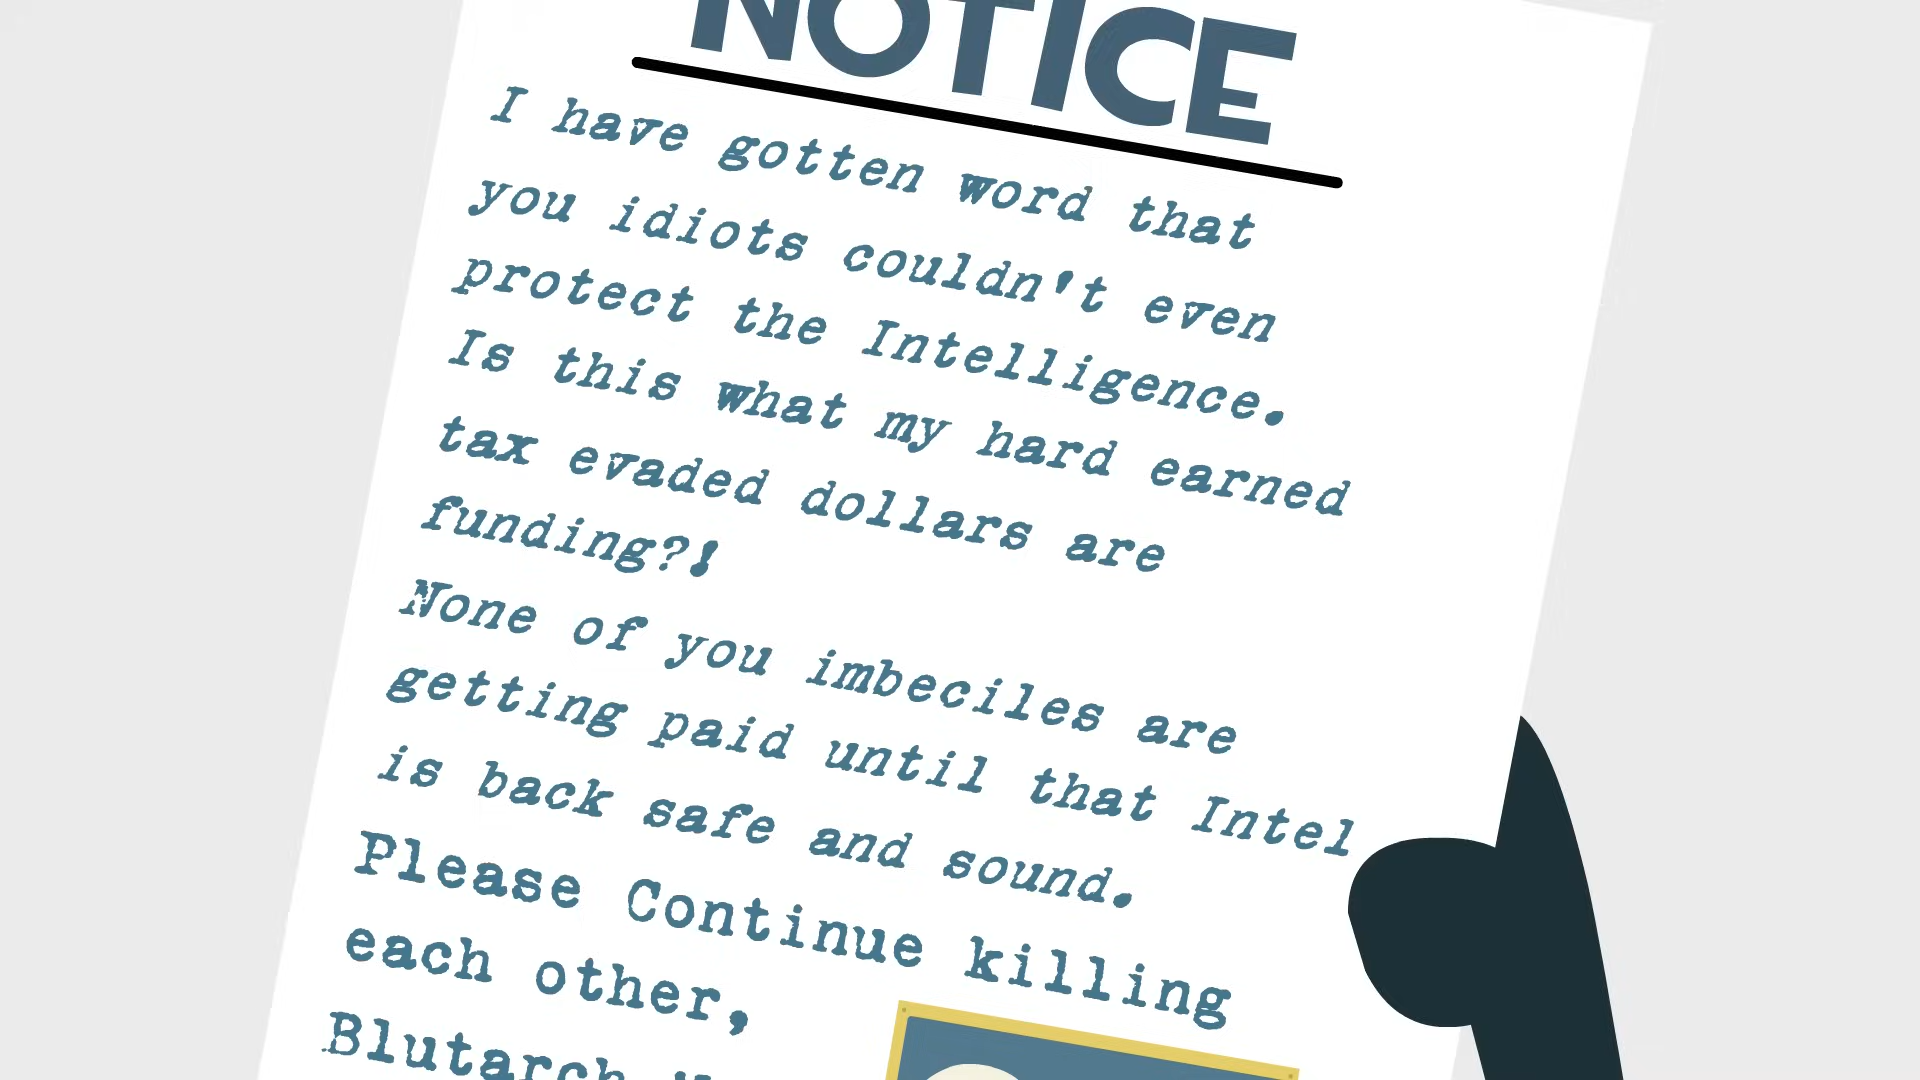 NOTICE
I have gotten word that
you idiots couldn't even
protect the Intelligence.
Is this what my hard earned
tax evaded dollars are
funding?!
None of you imbeciles are
getting paid until that Intel
is back safe and sound.
Please Continue killing
each other,
Blutarch